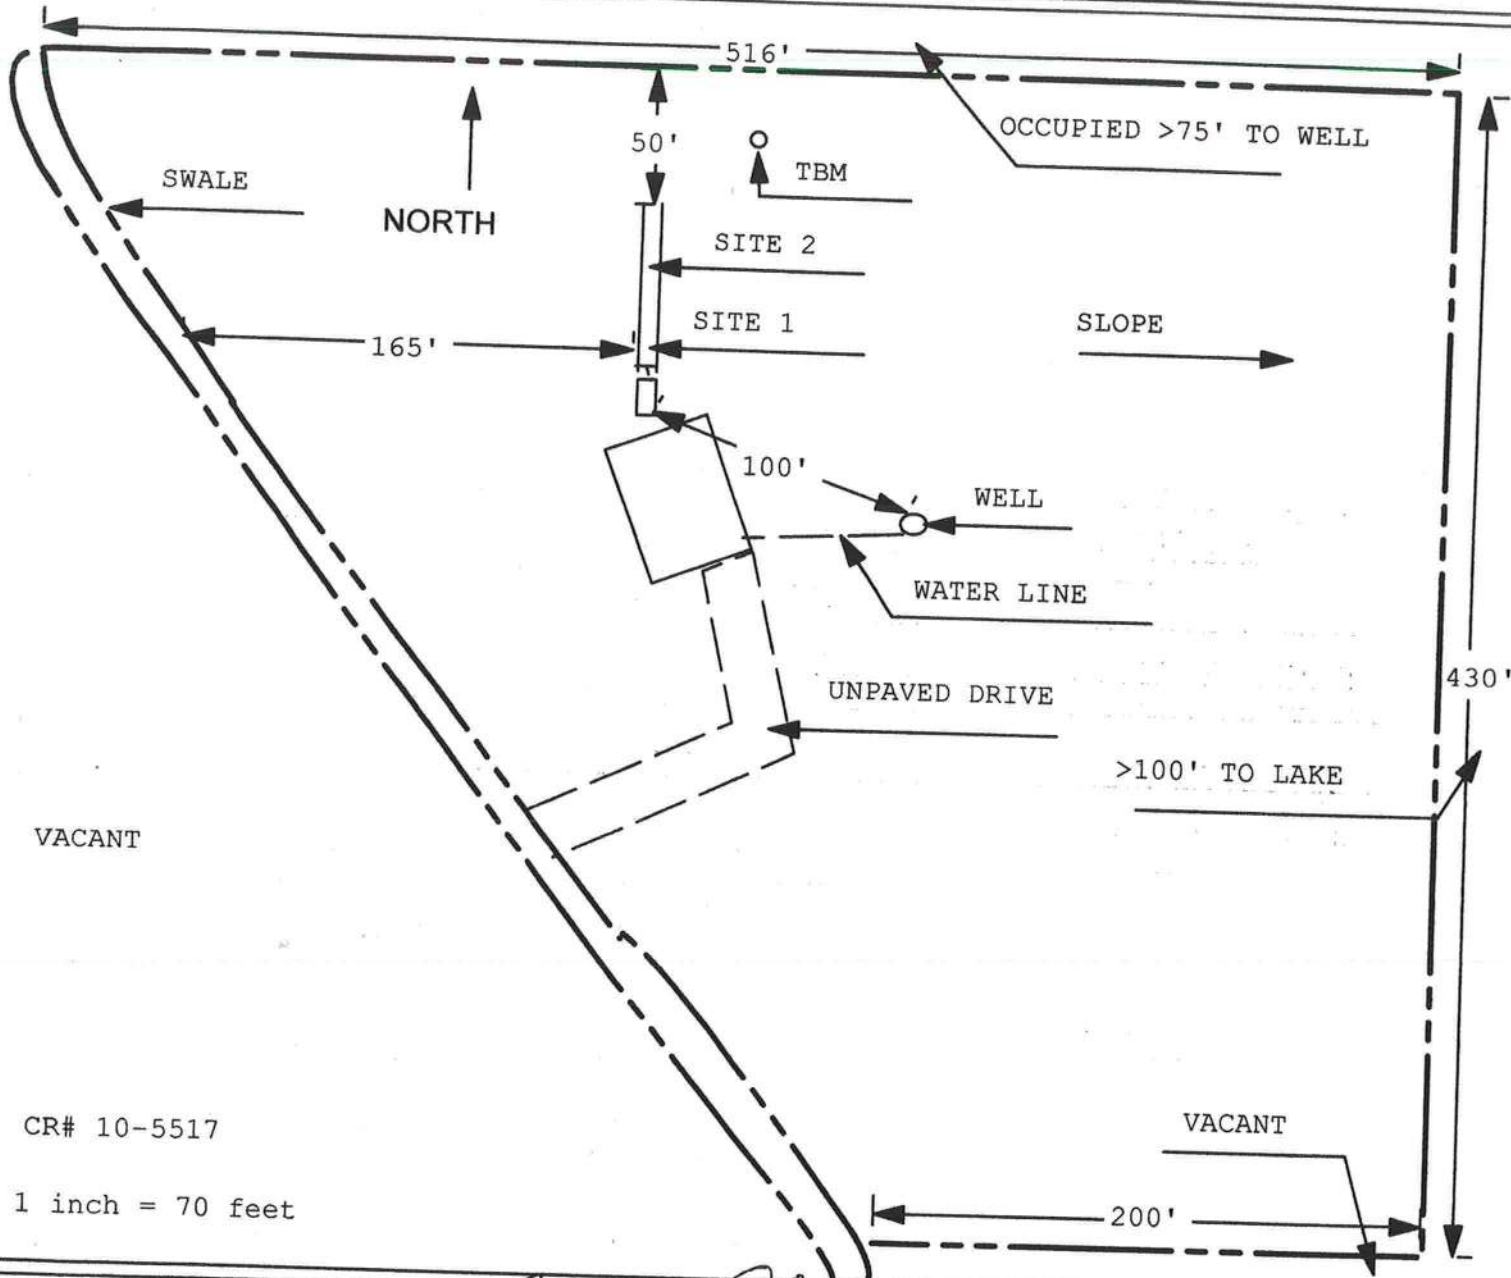 516'
OCCUPIED >75' TO WELL
50'
TBM
SWALE
NORTH
SITE 2
SITE 1
SLOPE
165'
100'
WELL
WATER LINE
430'
UNPAVED DRIVE
>100' TO LAKE
VACANT
CR# 10-5517
VACANT
1 inch = 70 feet
200'